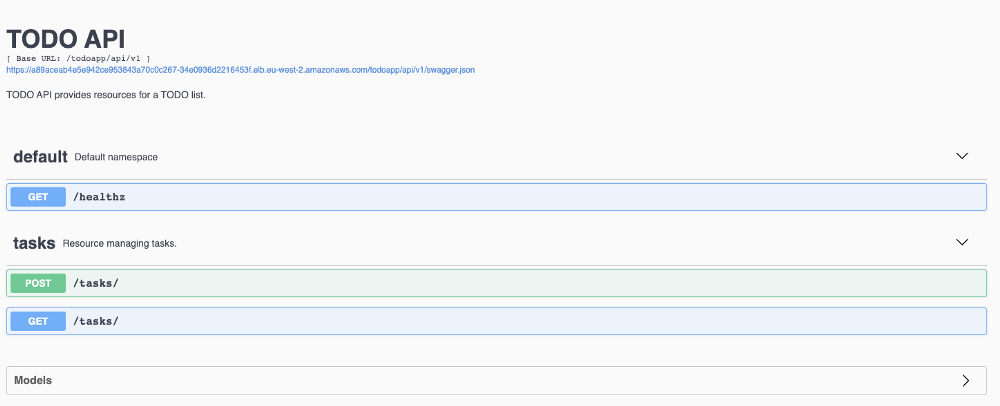 TODO API
[ Base URL: /todoapp/api/v1 ]
https://a89aceab4e5e942ce953843a70c0c267-34e0936d2216453f.elb.eu-west-2.amazonaws.com/todoapp/api/v1/swagger.json
TODO API provides resources for a TODO list.
default Default namespace
GET /healthz
tasks Resource managing tasks.
POST /tasks/
GET /tasks/
Models